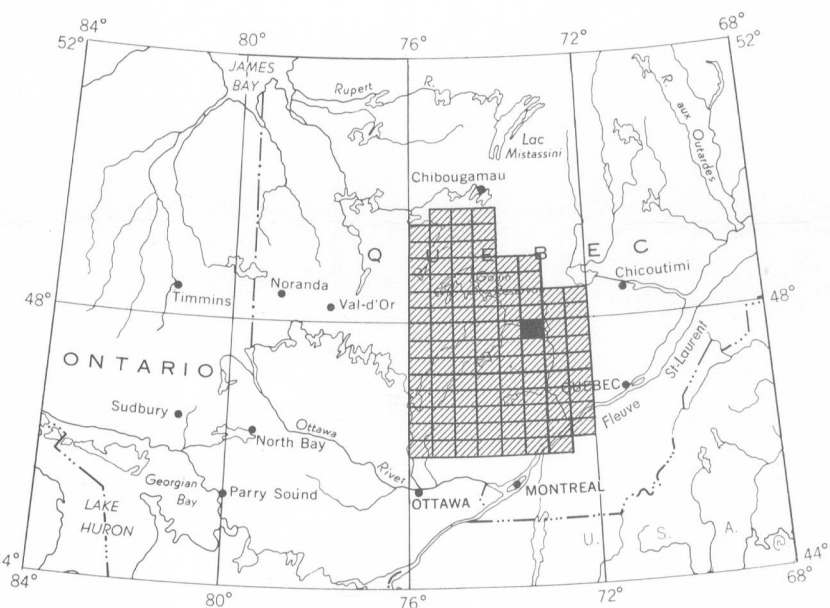 84°
80°
76°
72°
68°
52°
52°
JAMES
BAY
Rupert R.
R. aux Outardes
Lac
Mistassini
Chibougamau
QUEBEC
Chicoutimi
Noranda
Timmins
Val-d'Or
48°
48°
ONTARIO
QUEBEC
St-Laurent
Fleuve
Sudbury
Ottawa
North Bay
River
Georgian
Bay
Parry Sound
OTTAWA
MONTREAL
LAKE
HURON
U. S. A.
44°
44°
84°
80°
76°
72°
68°